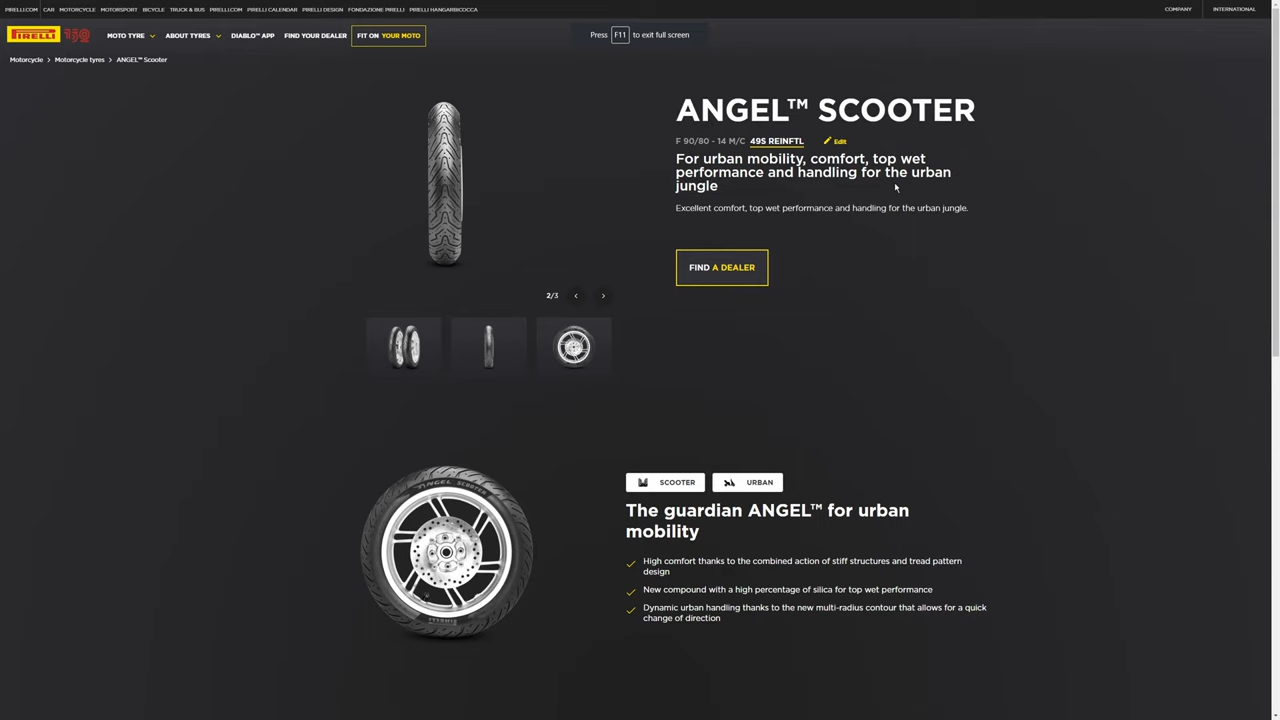 PIRELLI.COM CAR MOTORCYCLE MOTORSPORT BICYCLE TRUCK & BUS PIRELLI.COM PIRELLI CALENDAR PIRELLI DESIGN FONDAZIONE PIRELLI PIRELLI HANGARBICOCCA COMPANY INTERNATIONAL
PIRELLI 150 MOTO TYRE ABOUT TYRES DIABLO™ APP FIND YOUR DEALER FIT ON YOUR MOTO
Press F11 to exit full screen
Motorcycle > Motorcycle tyres > ANGEL™ Scooter
ANGEL™ SCOOTER
F 90/80 - 14 M/C 49S REINFTL Edit
For urban mobility, comfort, top wet
performance and handling for the urban
jungle
Excellent comfort, top wet performance and handling for the urban jungle.
FIND A DEALER
2/3
ANGEL SCOOTER
PIRELLI
SCOOTER URBAN
The guardian ANGEL™ for urban
mobility
High comfort thanks to the combined action of stiff structures and tread pattern
design
New compound with a high percentage of silica for top wet performance
Dynamic urban handling thanks to the new multi-radius contour that allows for a quick
change of direction